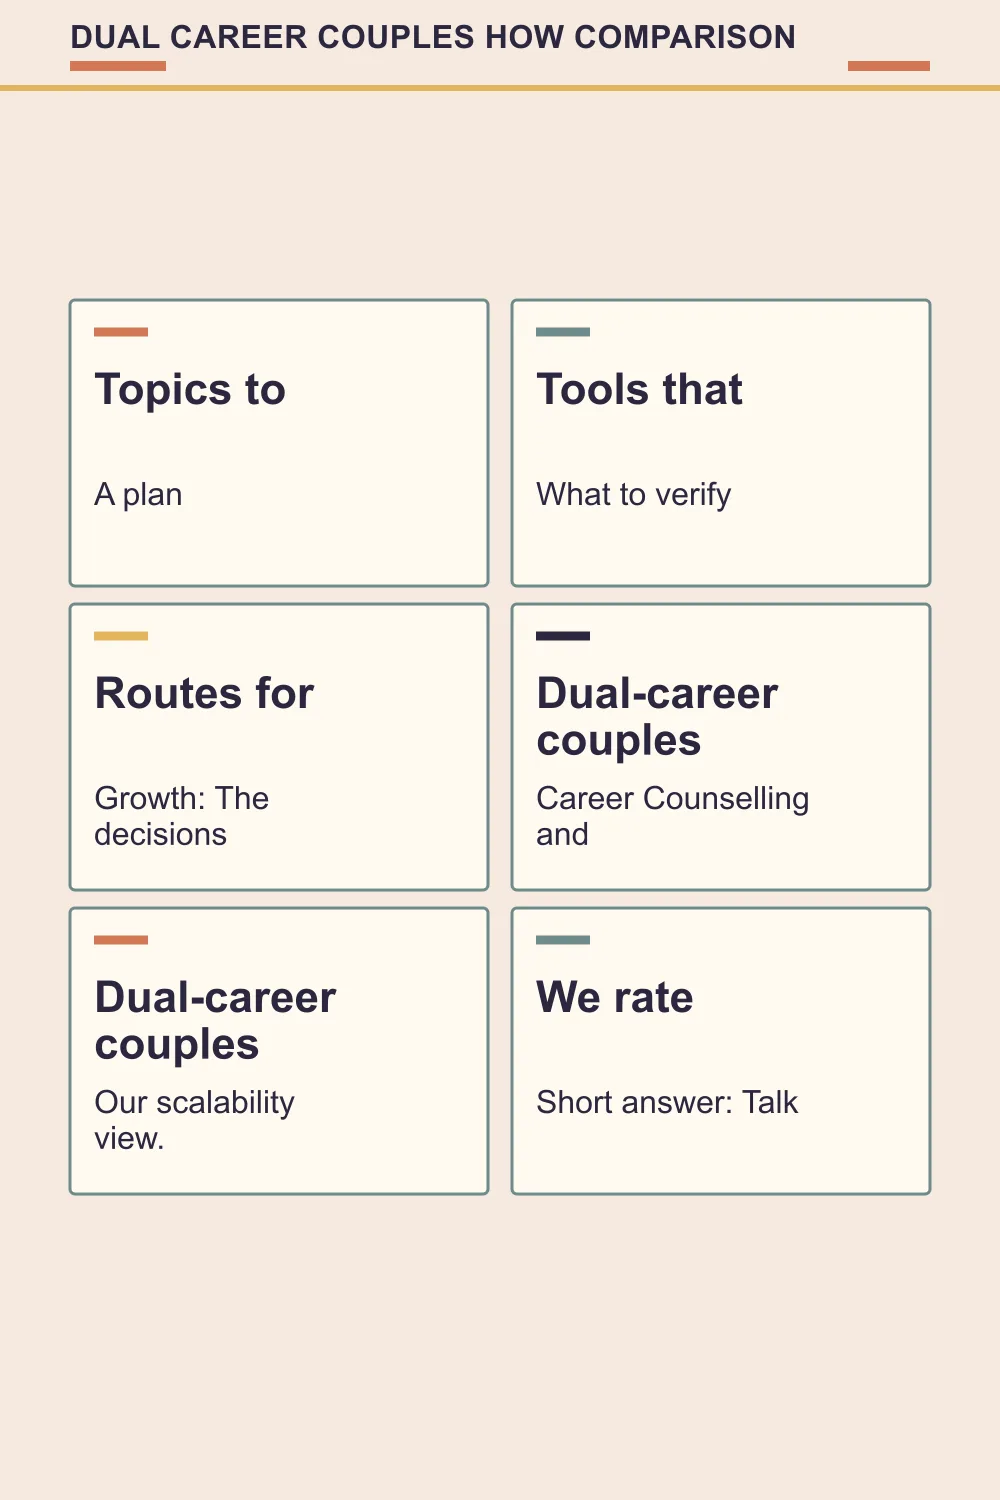 DUAL CAREER COUPLES HOW COMPARISON
Topics to
A plan
Tools that
What to verify
Routes for
Growth: The
decisions
Dual-career
couples
Career Counselling
and
Dual-career
couples
Our scalability
view.
We rate
Short answer: Talk